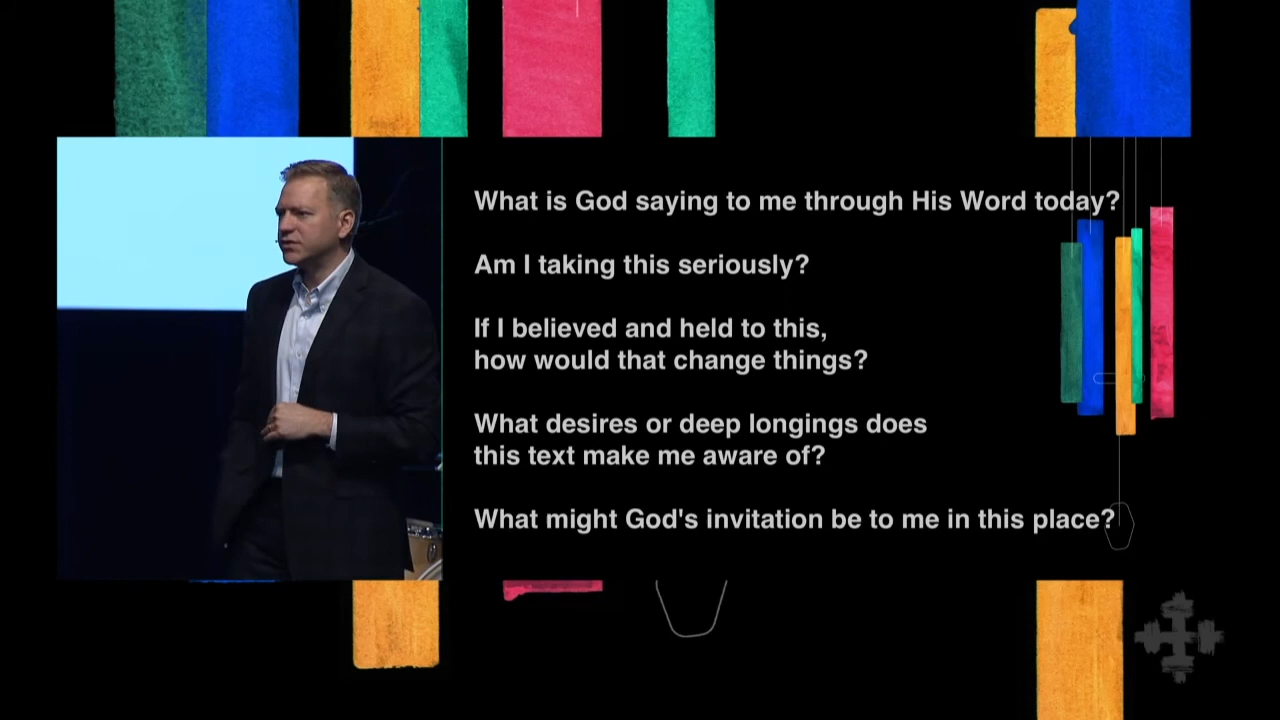 What is God saying to me through His Word today?
Am I taking this seriously?
If I believed and held to this,
how would that change things?
What desires or deep longings does
this text make me aware of?
What might God's invitation be to me in this place?